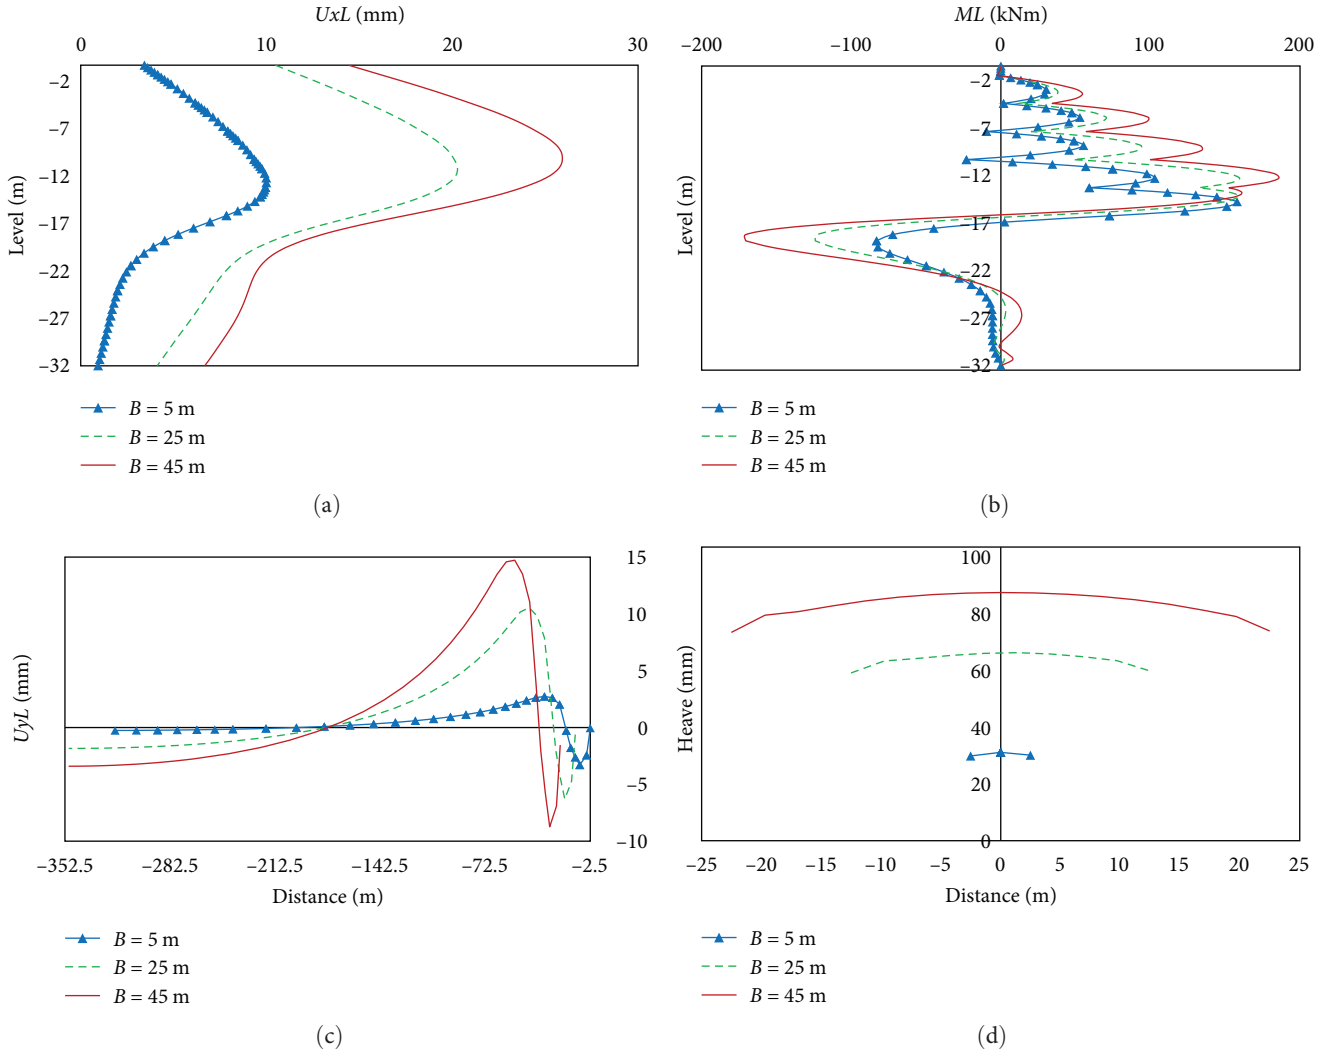 UxL (mm)
0 10 20 30
Level (m)
–2
–7
–12
–17
–22
–27
–32
B = 5 m
B = 25 m
B = 45 m
(a)
ML (kNm)
–200 –100 0 100 200
Level (m)
–2
–7
–12
–17
–22
–27
–32
B = 5 m
B = 25 m
B = 45 m
(b)
UyL (mm)
15
10
5
0
–5
–10
–352.5 –282.5 –212.5 –142.5 –72.5 –2.5
Distance (m)
B = 5 m
B = 25 m
B = 45 m
(c)
Heave (mm)
100
80
60
40
20
0
–25 –20 –15 –10 –5 0 5 10 15 20 25
Distance (m)
B = 5 m
B = 25 m
B = 45 m
(d)